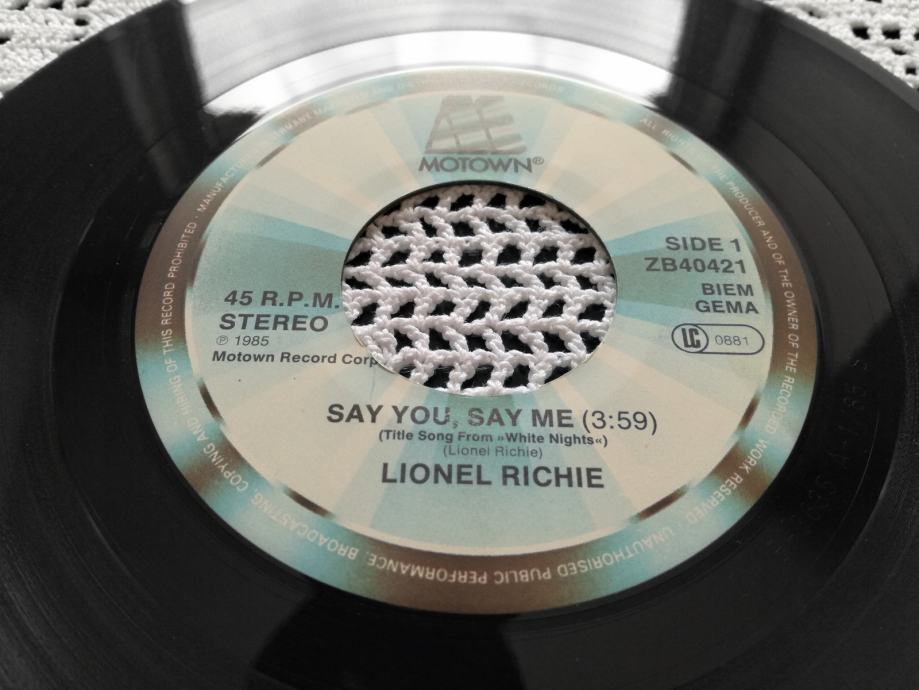 MOTOWN®
SIDE 1
ZB40421
BIEM
GEMA
LC 0881
45 R.P.M.
STEREO
℗ 1985
Motown Record Corp
SAY YOU, SAY ME (3:59)
(Title Song From »White Nights«)
(Lionel Richie)
LIONEL RICHIE
ALL RIGHTS OF THE PRODUCER AND OF THE OWNER OF THE RECORDED WORK RESERVED · UNAUTHORISED PUBLIC PERFORMANCE, BROADCASTING, COPYING AND HIRING OF THIS RECORD PROHIBITED · MANUFACTURED